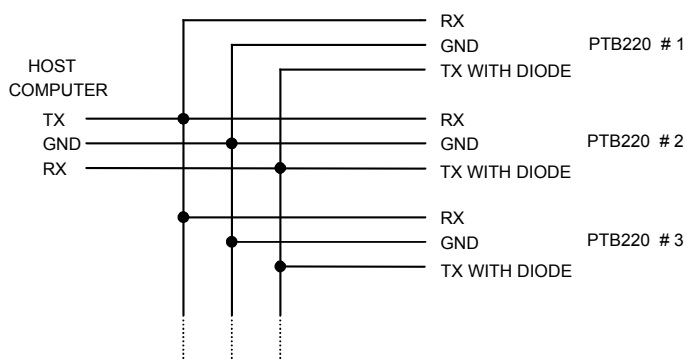 RX
GND PTB220 # 1
TX WITH DIODE
HOST
COMPUTER
TX RX
GND GND PTB220 # 2
RX TX WITH DIODE
RX
GND PTB220 # 3
TX WITH DIODE